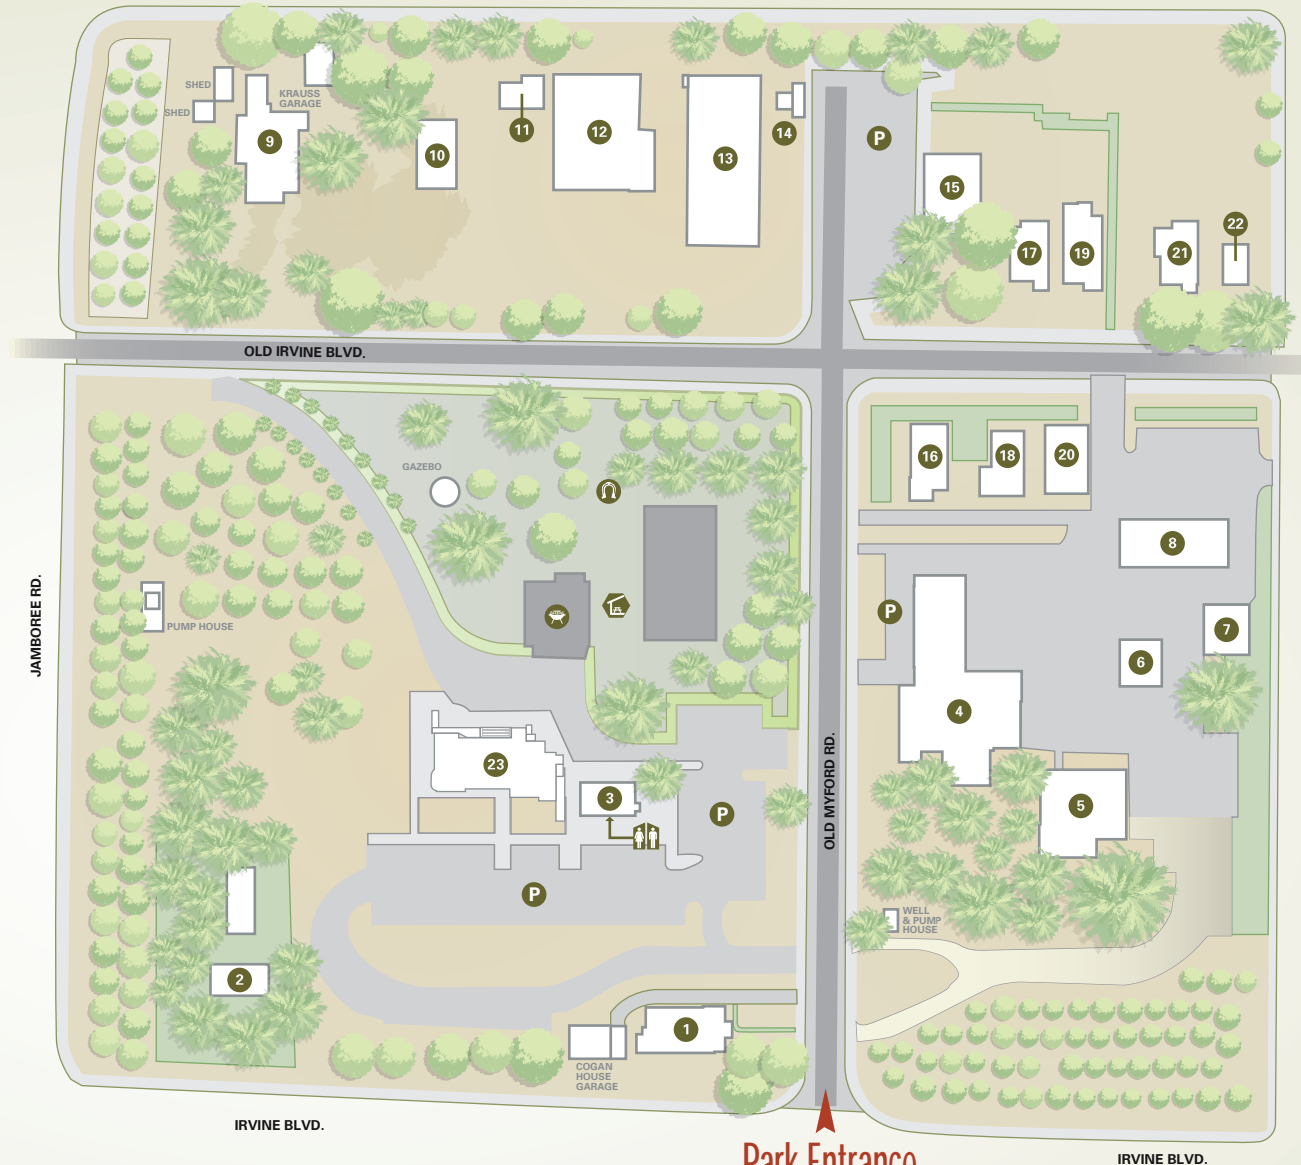 SHED
SHED
KRAUSS
GARAGE
9
10
11
12
13
14
P
15
17
19
21
22
OLD IRVINE BLVD.
GAZEBO
16
18
20
8
JAMBOREE RD.
PUMP HOUSE
P
7
6
4
OLD MYFORD RD.
23
3
P
5
P
WELL
& PUMP
HOUSE
2
1
COGAN
HOUSE
GARAGE
IRVINE BLVD.
Park Entrance
IRVINE BLVD.